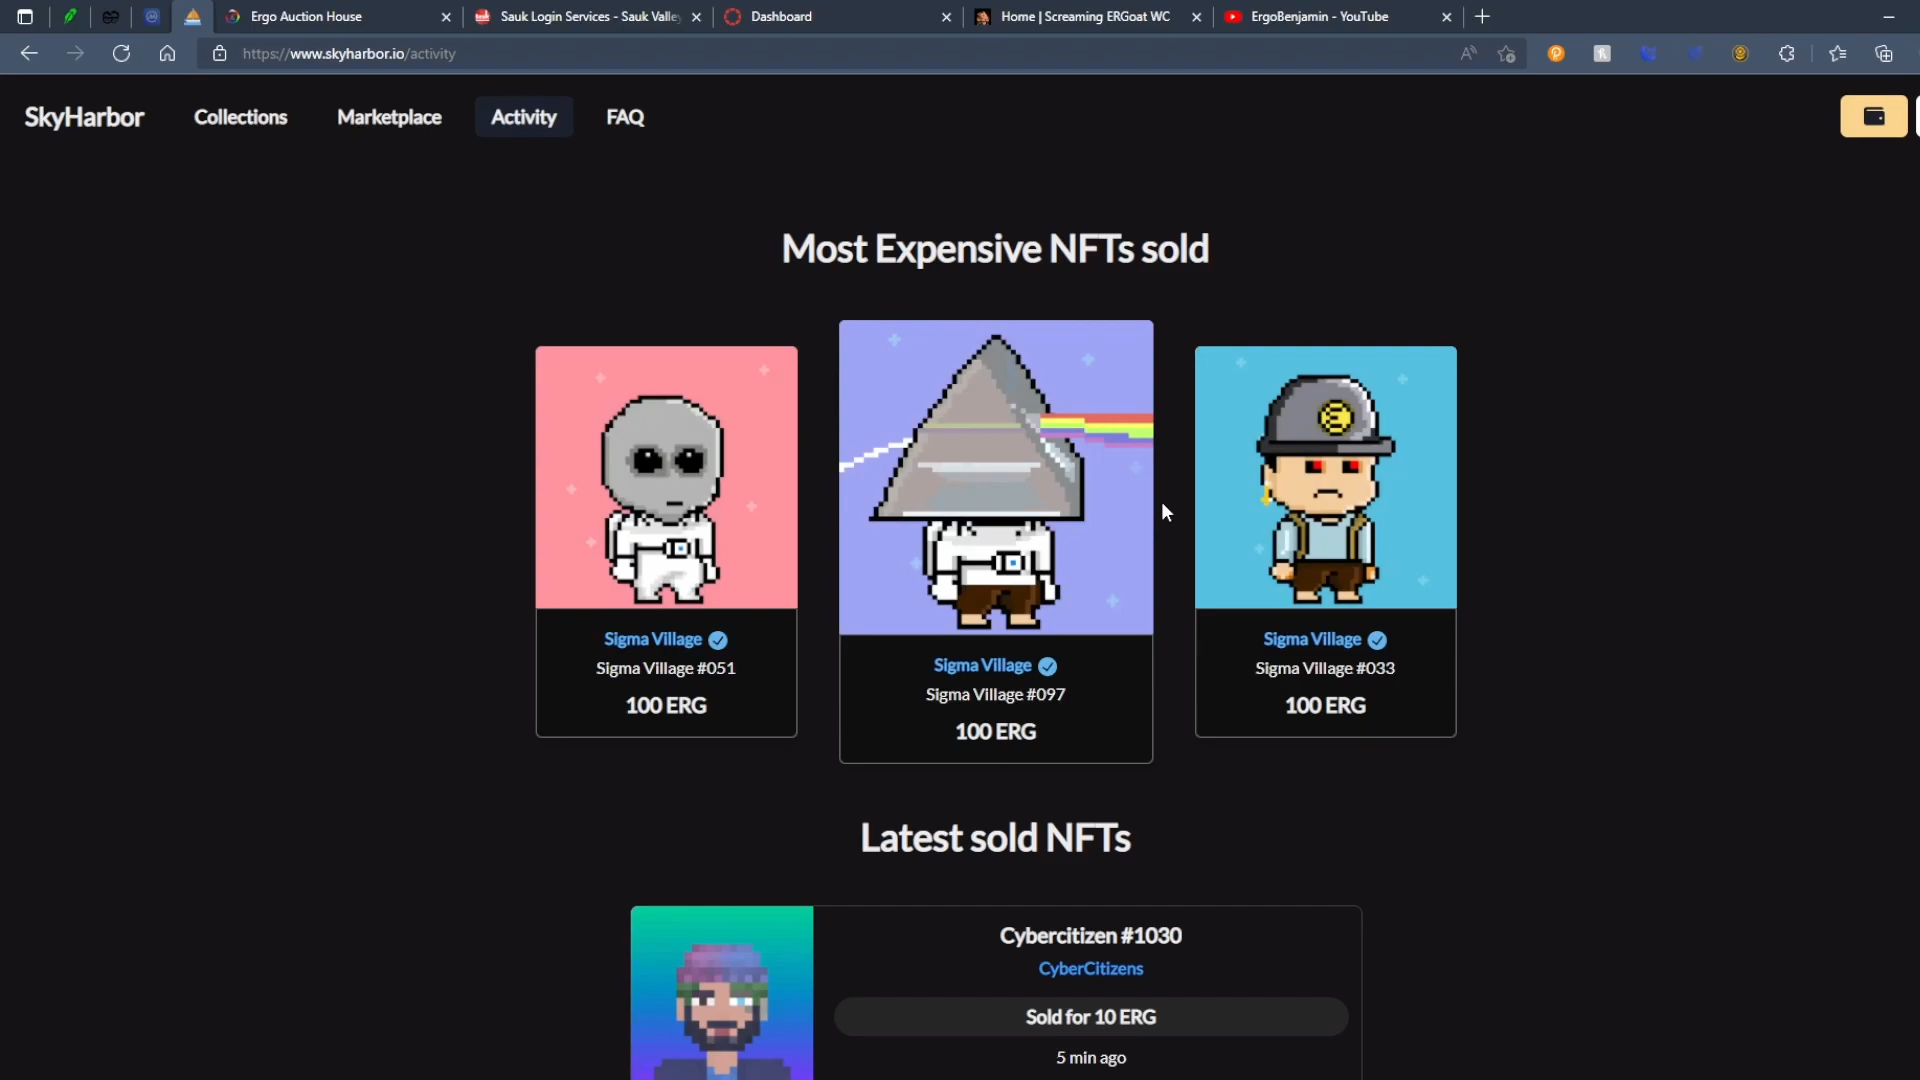 Ergo Auction House
Sauk Login Services - Sauk Valle
Dashboard
Home | Screaming ERGoat WC
ErgoBenjamin - YouTube
https://www.skyharbor.io/activity
SkyHarbor
Collections
Marketplace
Activity
FAQ
Most Expensive NFTs sold
Sigma Village
Sigma Village #051
100 ERG
Sigma Village
Sigma Village #097
100 ERG
Sigma Village
Sigma Village #033
100 ERG
Latest sold NFTs
Cybercitizen #1030
CyberCitizens
Sold for 10 ERG
5 min ago